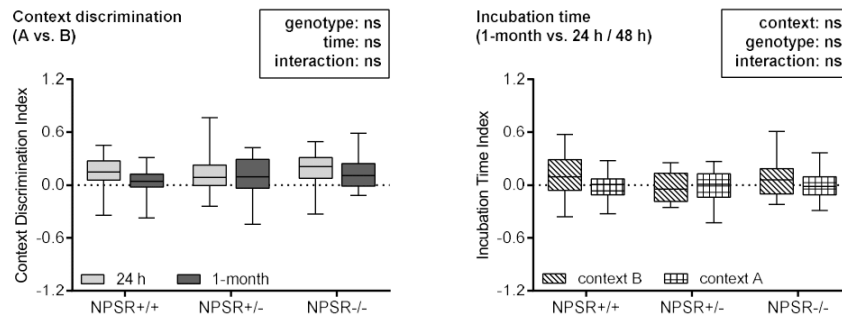 Context discrimination
(A vs. B)
genotype: ns
time: ns
interaction: ns
Context Discrimination Index
1.2
0.6
0.0
-0.6
-1.2
24 h
1-month
NPSR+/+
NPSR+/-
NPSR-/-
Incubation time
(1-month vs. 24 h / 48 h)
context: ns
genotype: ns
interaction: ns
Incubation Time Index
1.2
0.6
0.0
-0.6
-1.2
context B
context A
NPSR+/+
NPSR+/-
NPSR-/-